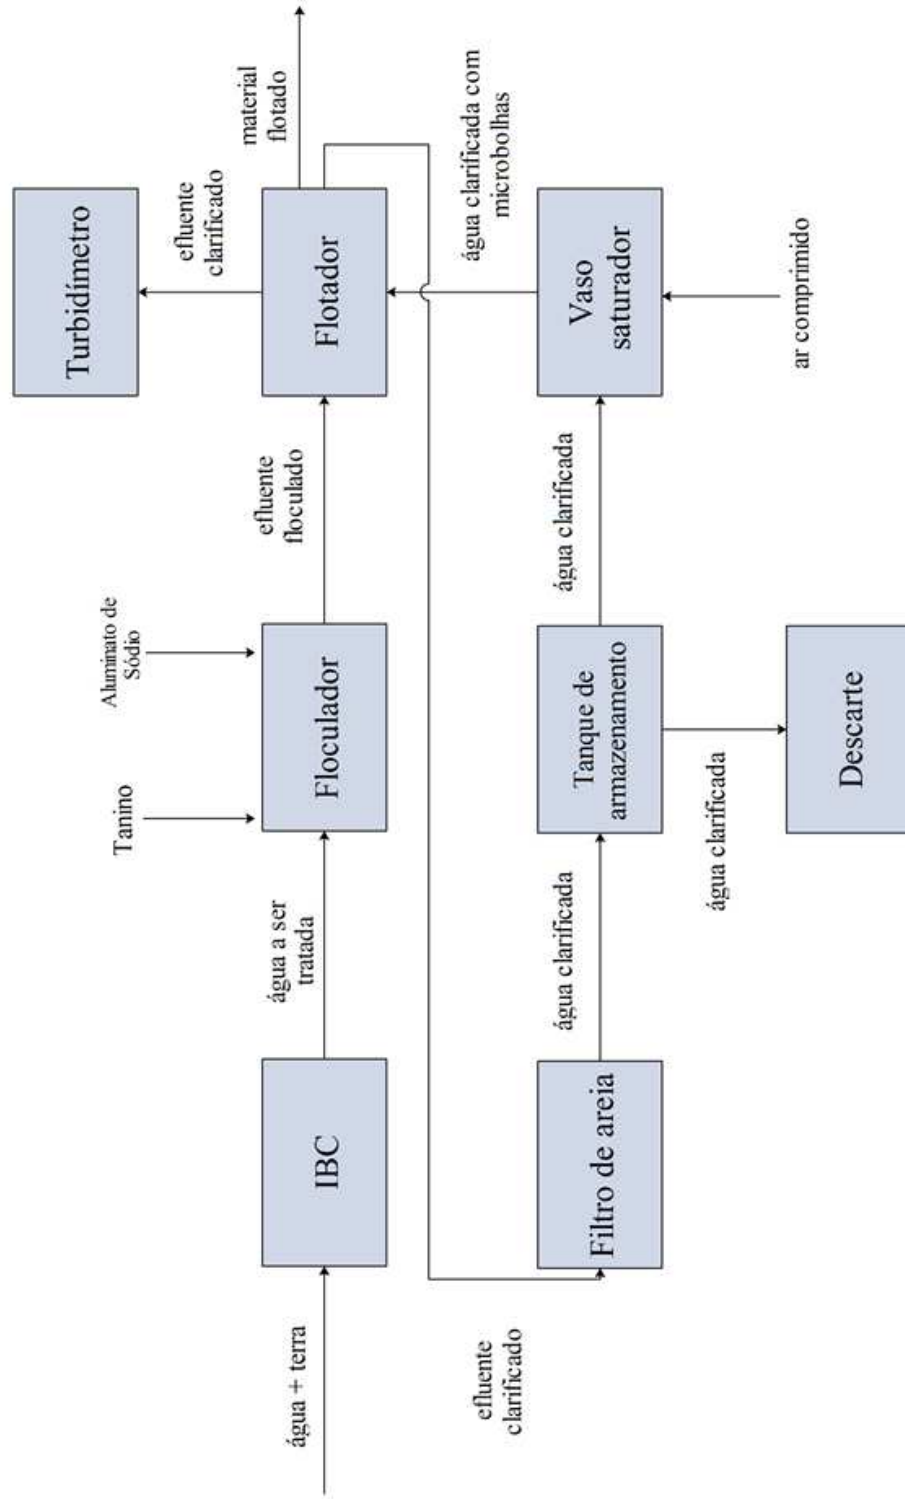 Turbidímetro
efluente
clarificado
material
flotado
Tanino
Aluminato de
Sódio
água + terra
IBC
água a ser
tratada
Floculador
efluente
floculado
Flotador
água clarificada com
microbolhas
efluente
clarificado
Filtro de areia
água clarificada
Tanque de
armazenamento
água clarificada
Vaso
saturador
água clarificada
Descarte
ar comprimido